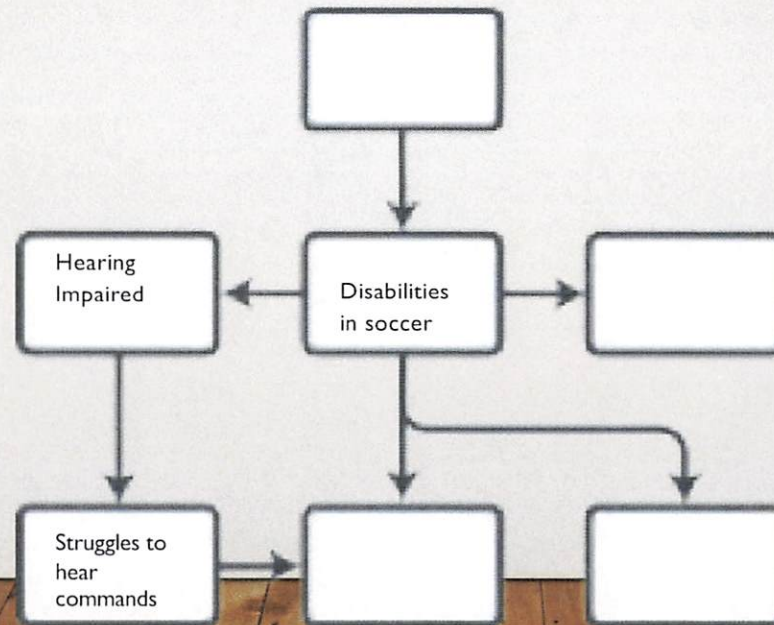 Hearing
Impaired
Disabilities
in soccer
Struggles to
hear
commands